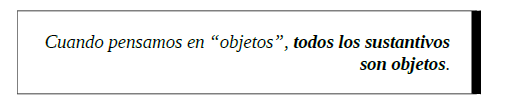 Cuando pensamos en “objetos”, todos los sustantivos
son objetos.